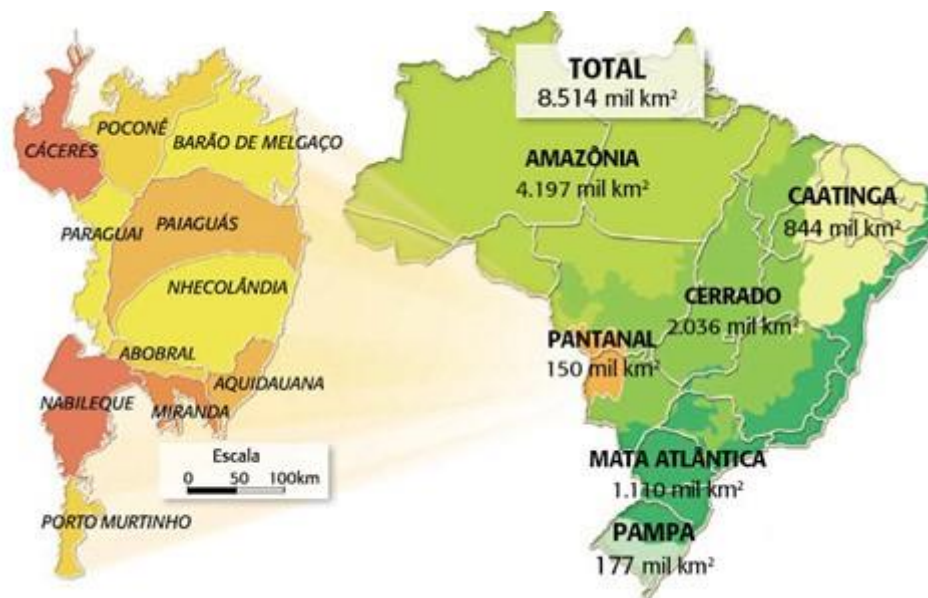 CÁCERES
POCONÊ
BARÃO DE MELGAÇO
PARAGUAI
PAIAGUÁS
NHECOLÂNDIA
ABOBRAL
AQUIDAUANA
NABILEQUE
MIRANDA
Escala
0 50 100km
PORTO MURTINHO
TOTAL
8.514 mil km²
AMAZÔNIA
4.197 mil km²
CAATINGA
844 mil km²
CERRADO
2.036 mil km²
PANTANAL
150 mil km²
MATA ATLÂNTICA
1.110 mil km²
PAMPA
177 mil km²